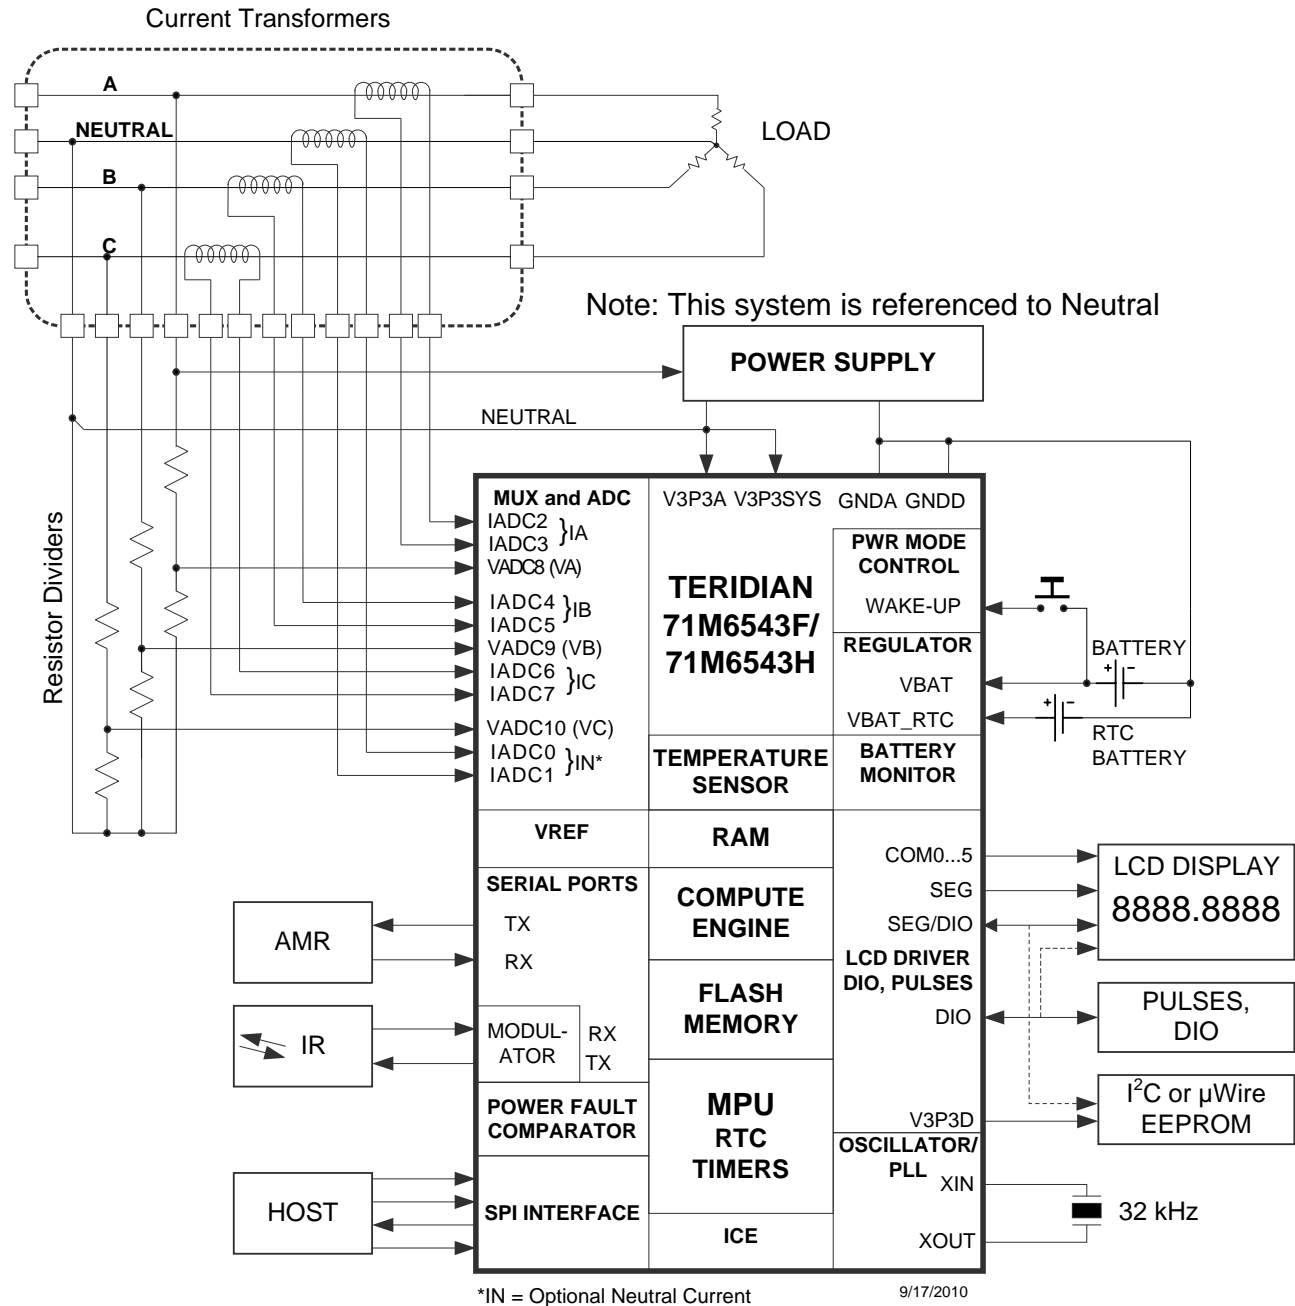 Current Transformers
A
NEUTRAL
B
C
LOAD
Note: This system is referenced to Neutral
POWER SUPPLY
NEUTRAL
Resistor Dividers
MUX and ADC
IADC2
IADC3
}IA
VADC8 (VA)
IADC4
IADC5
}IB
VADC9 (VB)
IADC6
IADC7
}IC
VADC10 (VC)
IADC0
IADC1
}IN*
V3P3A V3P3SYS
GNDA GNDD
TERIDIAN
71M6543F/
71M6543H
PWR MODE
CONTROL
WAKE-UP
REGULATOR
VBAT
VBAT_RTC
BATTERY
+ -
+ -
RTC
BATTERY
TEMPERATURE
SENSOR
BATTERY
MONITOR
VREF
RAM
SERIAL PORTS
TX
RX
COMPUTE
ENGINE
COM0...5
SEG
SEG/DIO
LCD DRIVER
DIO, PULSES
DIO
V3P3D
LCD DISPLAY
8888.8888
AMR
FLASH
MEMORY
PULSES,
DIO
IR
MODUL-
ATOR
RX
TX
I²C or µWire
EEPROM
POWER FAULT
COMPARATOR
MPU
RTC
TIMERS
OSCILLATOR/
PLL
XIN
XOUT
32 kHz
HOST
SPI INTERFACE
ICE
*IN = Optional Neutral Current
9/17/2010